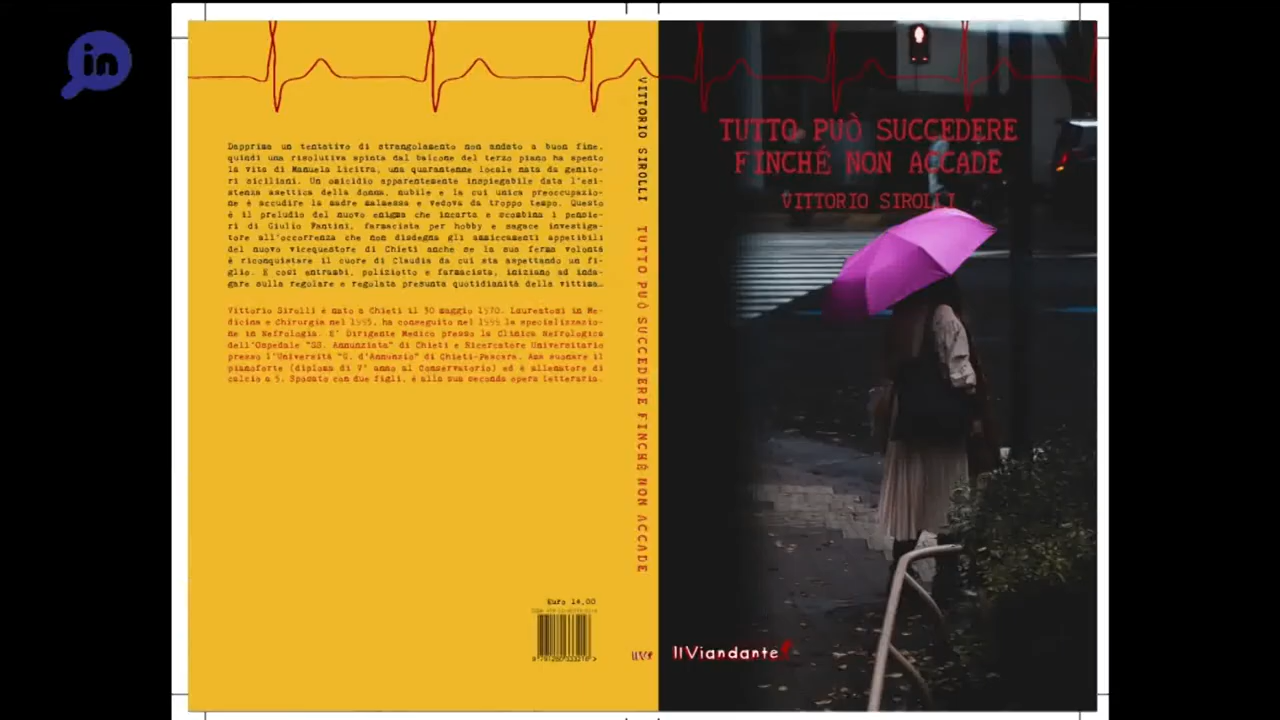 in
Dapprima un tentativo di strangolamento non andato a buon fine,
quindi una risolutiva spinta dal balcone del terzo piano ha spento
la vita di Manuela Licitra, una quarantenne locale nata da genito-
ri siciliani. Un omicidio apparentemente inspiegabile data l'esi-
stenza asettica della donna, nubile e la cui unica preoccupazio-
ne è accudire la madre malmessa e vedova da troppo tempo. Questo
è il preludio del nuovo enigma che incarta e scombina i pensie-
ri di Giulio Fantini, farmacista per hobby e sagace investiga-
tore all'occorrenza che non disdegna gli ammiccamenti appetibili
del nuovo vicequestore di Chieti anche se la sua ferma volontà
è riconquistare il cuore di Claudia da cui sta aspettando un fi-
glio. E così entrambi, poliziotto e farmacista, iniziano ad inda-
gare sulla regolare e regolata presunta quotidianità della vittima…
Vittorio Sirolli è nato a Chieti il 30 maggio 1970. Laureatosi in Me-
dicina e Chirurgia nel 1995, ha conseguito nel 1999 la specializzazio-
ne in Nefrologia. E' Dirigente Medico presso la Clinica Nefrologica
dell'Ospedale "SS. Annunziata" di Chieti e Ricercatore Universitario
presso l'Università "G. d'Annunzio" di Chieti-Pescara. Ama suonare il
pianoforte (diploma di V° anno al Conservatorio) ed è allenatore di
calcio a 5. Sposato con due figli, è alla sua seconda opera letteraria.
Euro 14,00
VITTORIO SIROLLI TUTTO PUÒ SUCCEDERE FINCHÉ NON ACCADE
IlVf
TUTTO PUÒ SUCCEDERE
FINCHÉ NON ACCADE
VITTORIO SIROLLI
IlViandante